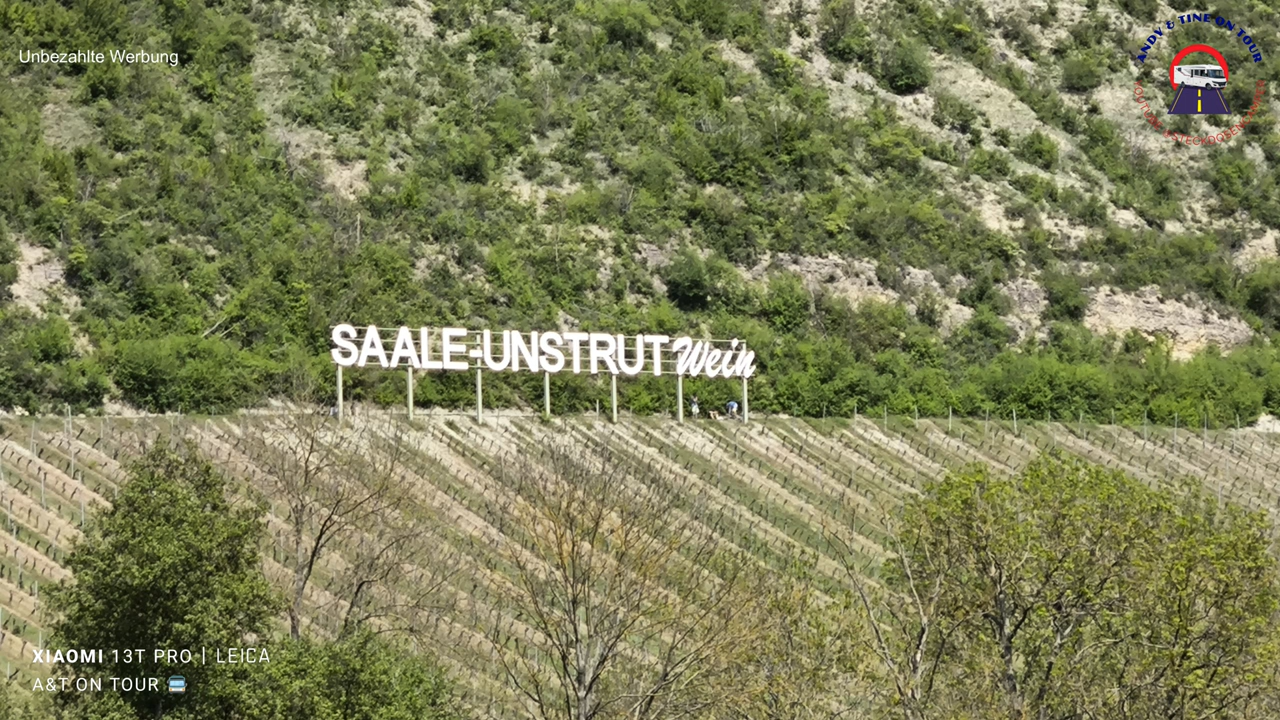 Unbezahlte Werbung
ANDY & TINE ON TOUR
SAALE-UNSTRUT Wein
XIAOMI 13T PRO | LEICA
A&T ON TOUR